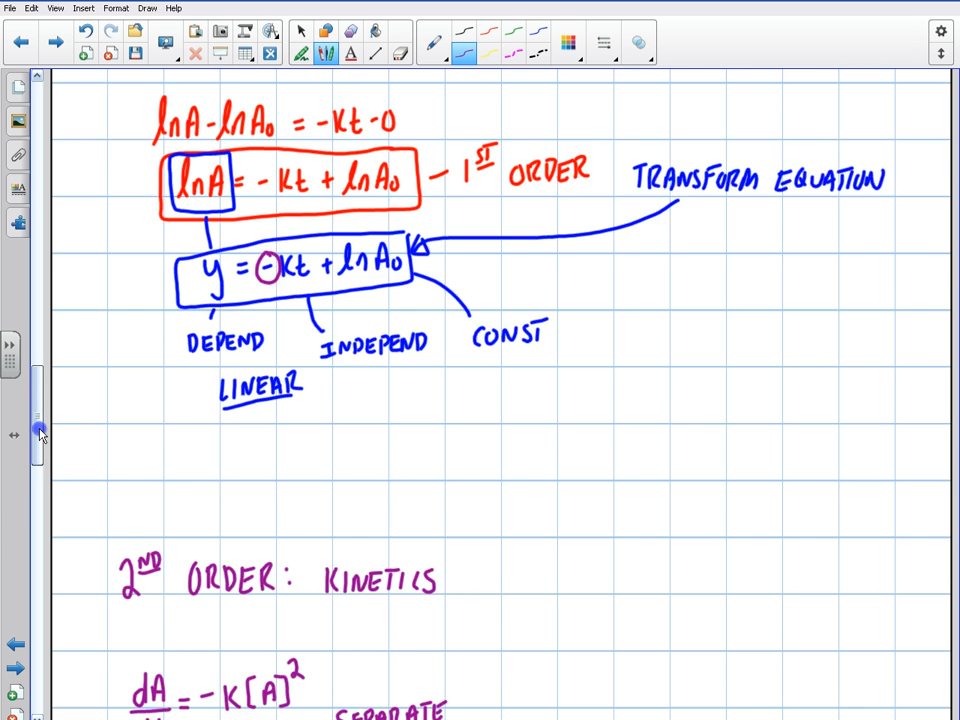 File Edit View Insert Format Draw Help
lnA - lnA₀ = -Kt - 0
lnA = -Kt + lnA₀ - 1ST ORDER
TRANSFORM EQUATION
y = -Kt + lnA₀
DEPEND INDEPEND CONST
LINEAR
2ND ORDER: KINETICS
dA = -K[A]²
SEPARATE